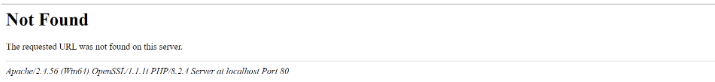 Not Found
The requested URL was not found on this server.
Apache/2.4.56 (Win64) OpenSSL/1.1.1t PHP/8.2.4 Server at localhost Port 80